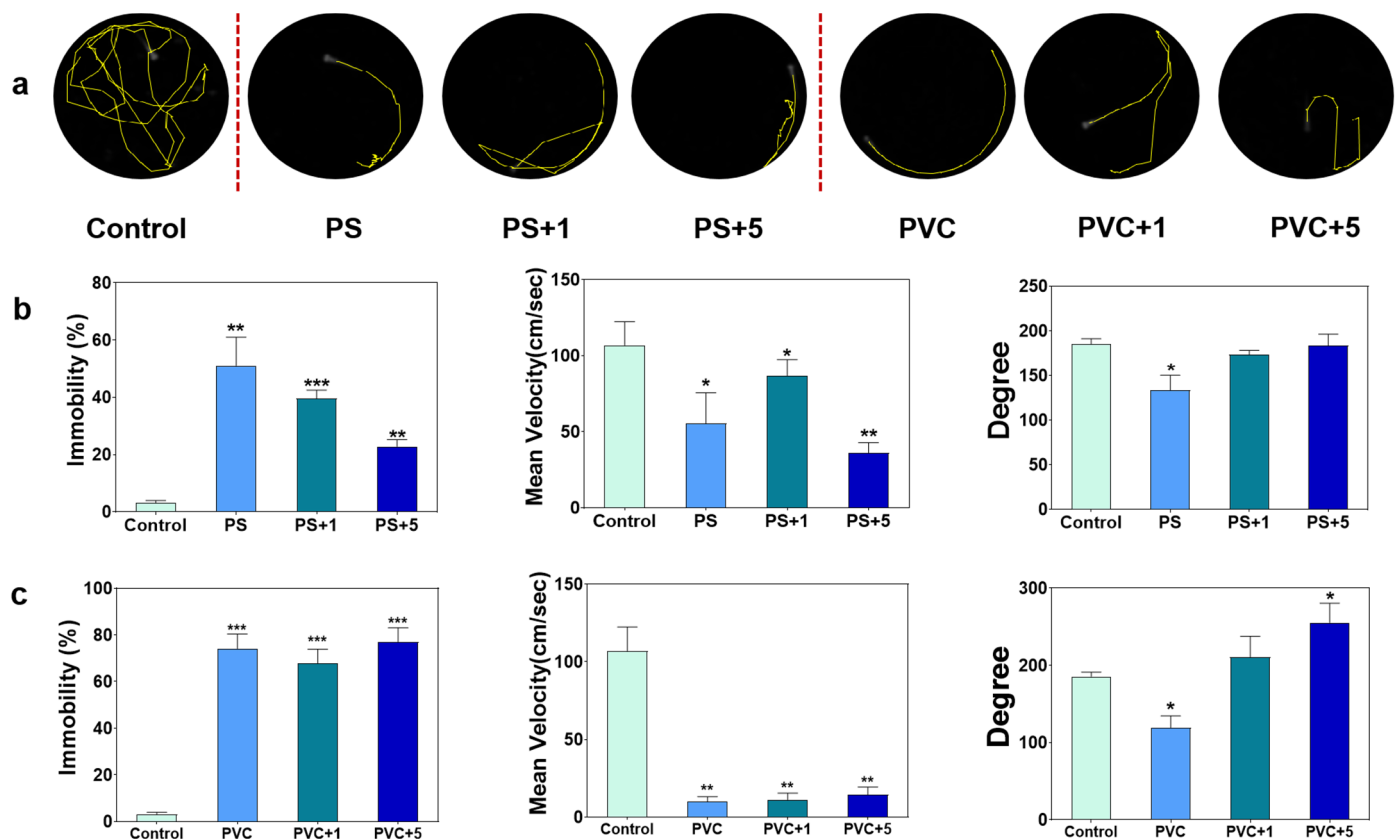 a
Control PS PS+1 PS+5 PVC PVC+1 PVC+5
b
Immobility (%)
80
60
40
20
0
** *** **
Control PS PS+1 PS+5
Mean Velocity(cm/sec)
150
100
50
0
* * **
Control PS PS+1 PS+5
Degree
250
200
150
100
50
0
*
Control PS PS+1 PS+5
c
Immobility (%)
100
80
60
40
20
0
*** *** ***
Control PVC PVC+1 PVC+5
Mean Velocity(cm/sec)
150
100
50
0
** ** **
Control PVC PVC+1 PVC+5
Degree
300
200
100
0
* *
Control PVC PVC+1 PVC+5